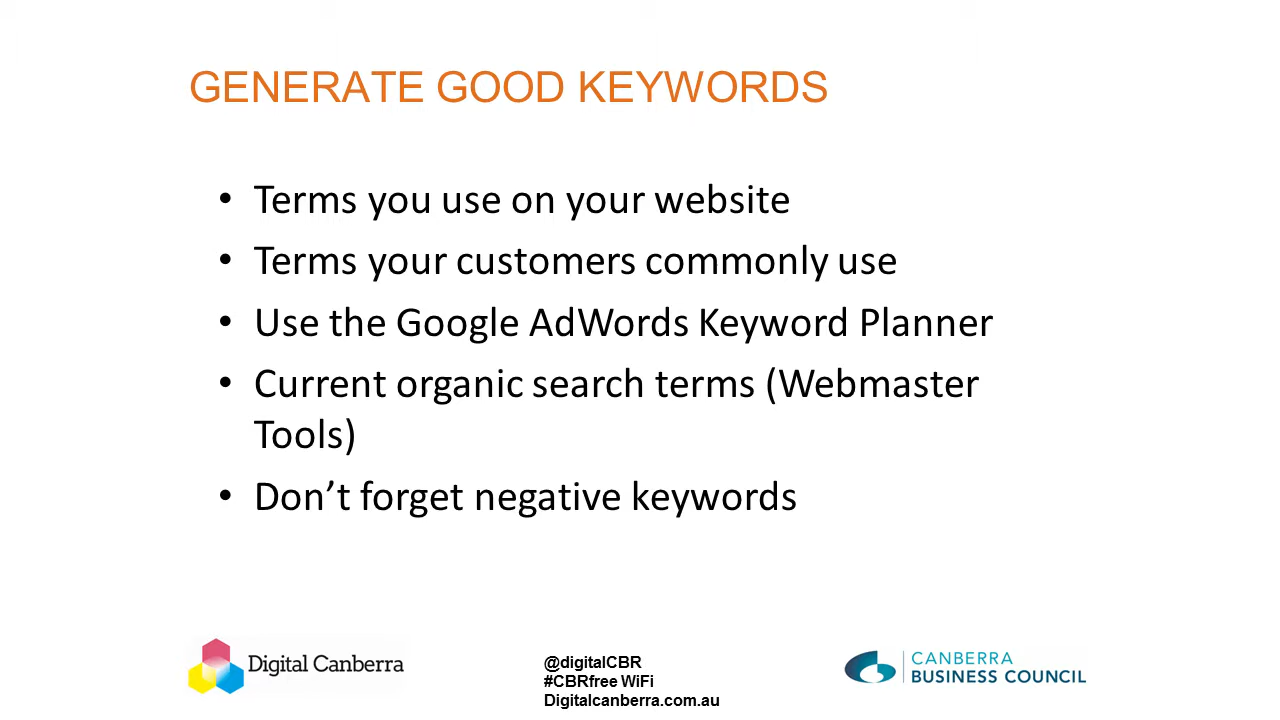 GENERATE GOOD KEYWORDS
• Terms you use on your website
• Terms your customers commonly use
• Use the Google AdWords Keyword Planner
• Current organic search terms (Webmaster
Tools)
• Don’t forget negative keywords
Digital Canberra
@digitalCBR
#CBRfree WiFi
Digitalcanberra.com.au
CANBERRA
BUSINESS COUNCIL